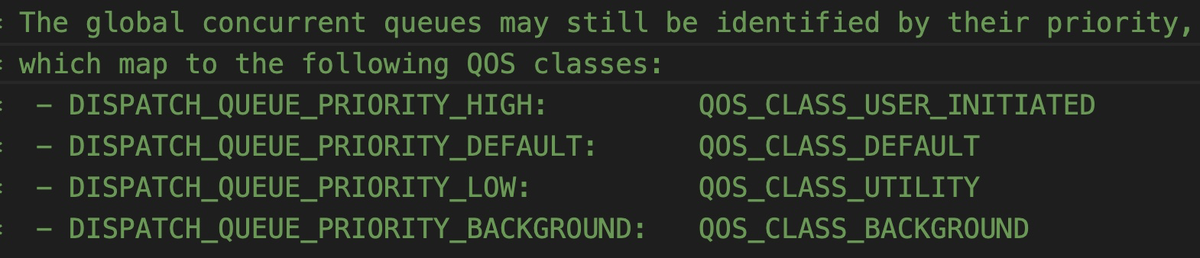 The global concurrent queues may still be identified by their priority,
which map to the following QOS classes:
- DISPATCH_QUEUE_PRIORITY_HIGH: QOS_CLASS_USER_INITIATED
- DISPATCH_QUEUE_PRIORITY_DEFAULT: QOS_CLASS_DEFAULT
- DISPATCH_QUEUE_PRIORITY_LOW: QOS_CLASS_UTILITY
- DISPATCH_QUEUE_PRIORITY_BACKGROUND: QOS_CLASS_BACKGROUND